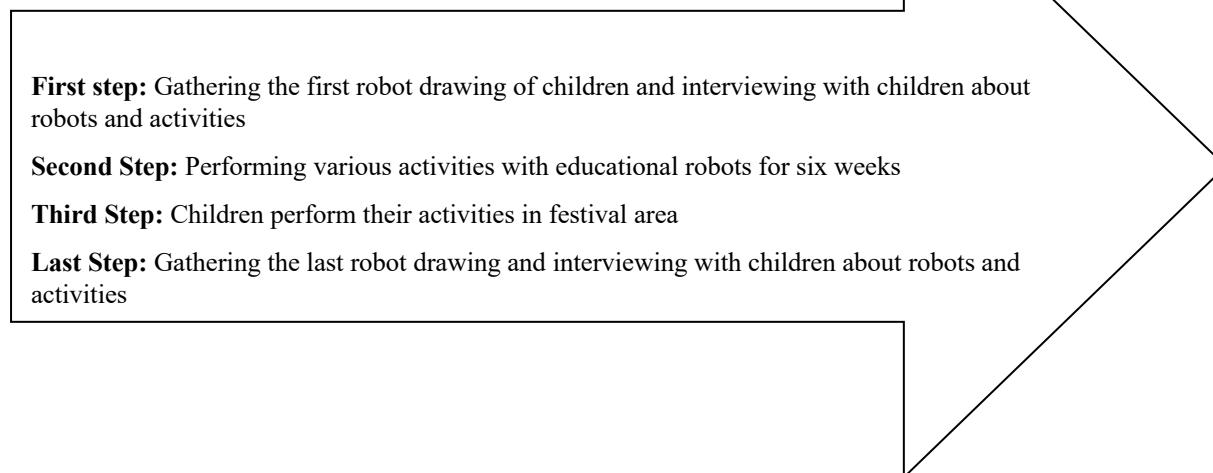 First step: Gathering the first robot drawing of children and interviewing with children about
robots and activities
Second Step: Performing various activities with educational robots for six weeks
Third Step: Children perform their activities in festival area
Last Step: Gathering the last robot drawing and interviewing with children about robots and
activities